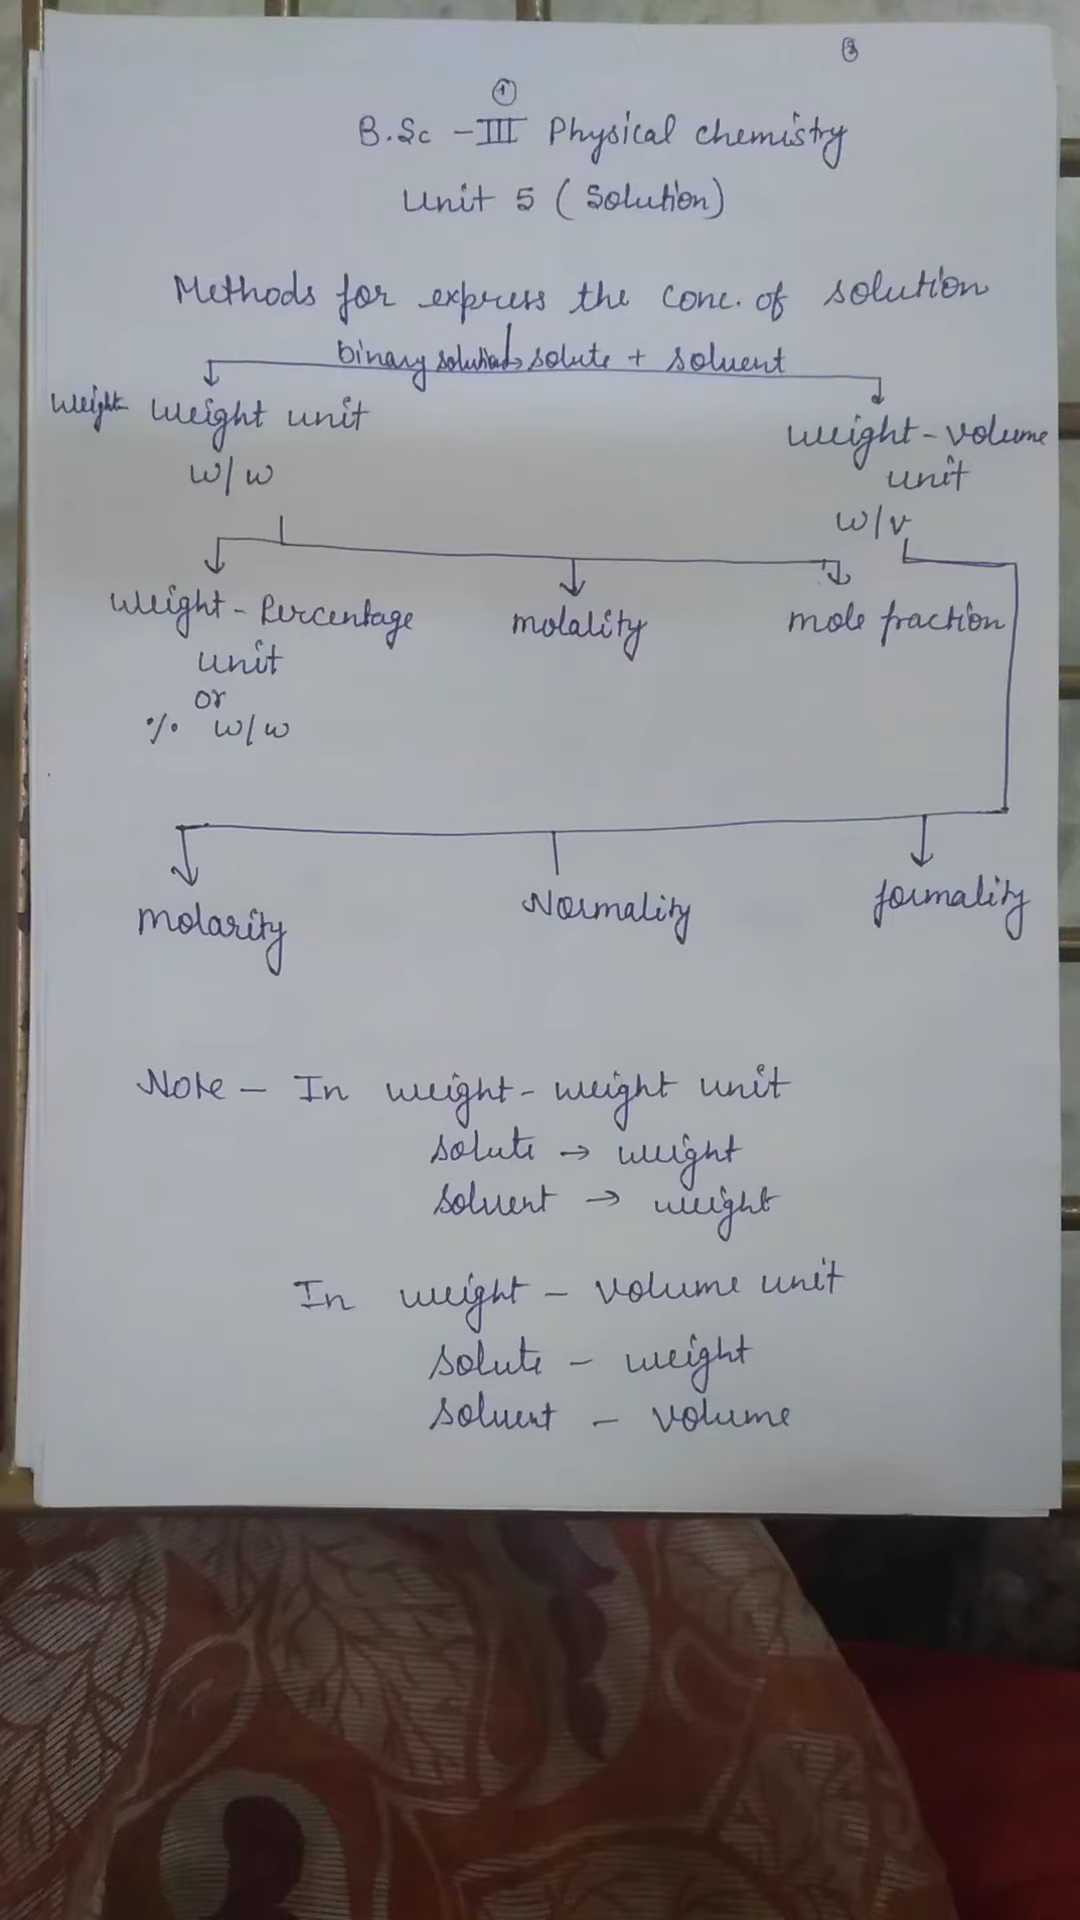 ①
B.Sc - III Physical chemistry
Unit 5 ( Solution)
Methods for express the conc. of solution
binary solution → solute + solvent
Weight Weight unit
w/w
weight - volume
unit
w/v
Weight - Percentage
unit
or
% w/w
molality
mole fraction
Molarity
Normality
formality
Note - In weight - weight unit
solute → weight
solvent → weight
In weight - volume unit
solute - weight
solvent - volume